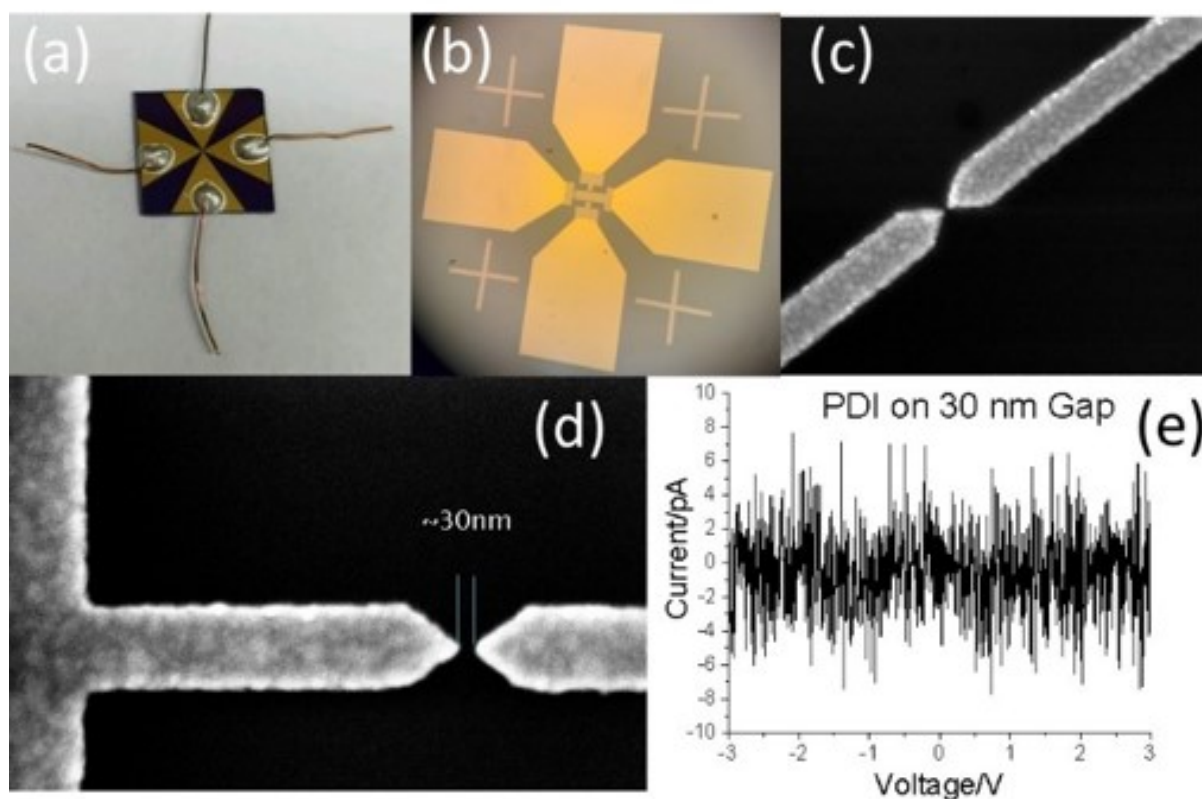 (a)
(b)
(c)
(d)
~30nm
PDI on 30 nm Gap
(e)
Current/pA
10
8
6
4
2
0
-2
-4
-6
-8
-10
-3 -2 -1 0 1 2 3
Voltage/V